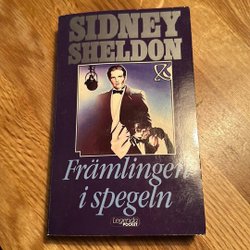 SIDNEY
SHELDON
Främlingen
i spegeln
Legenda
POCKET